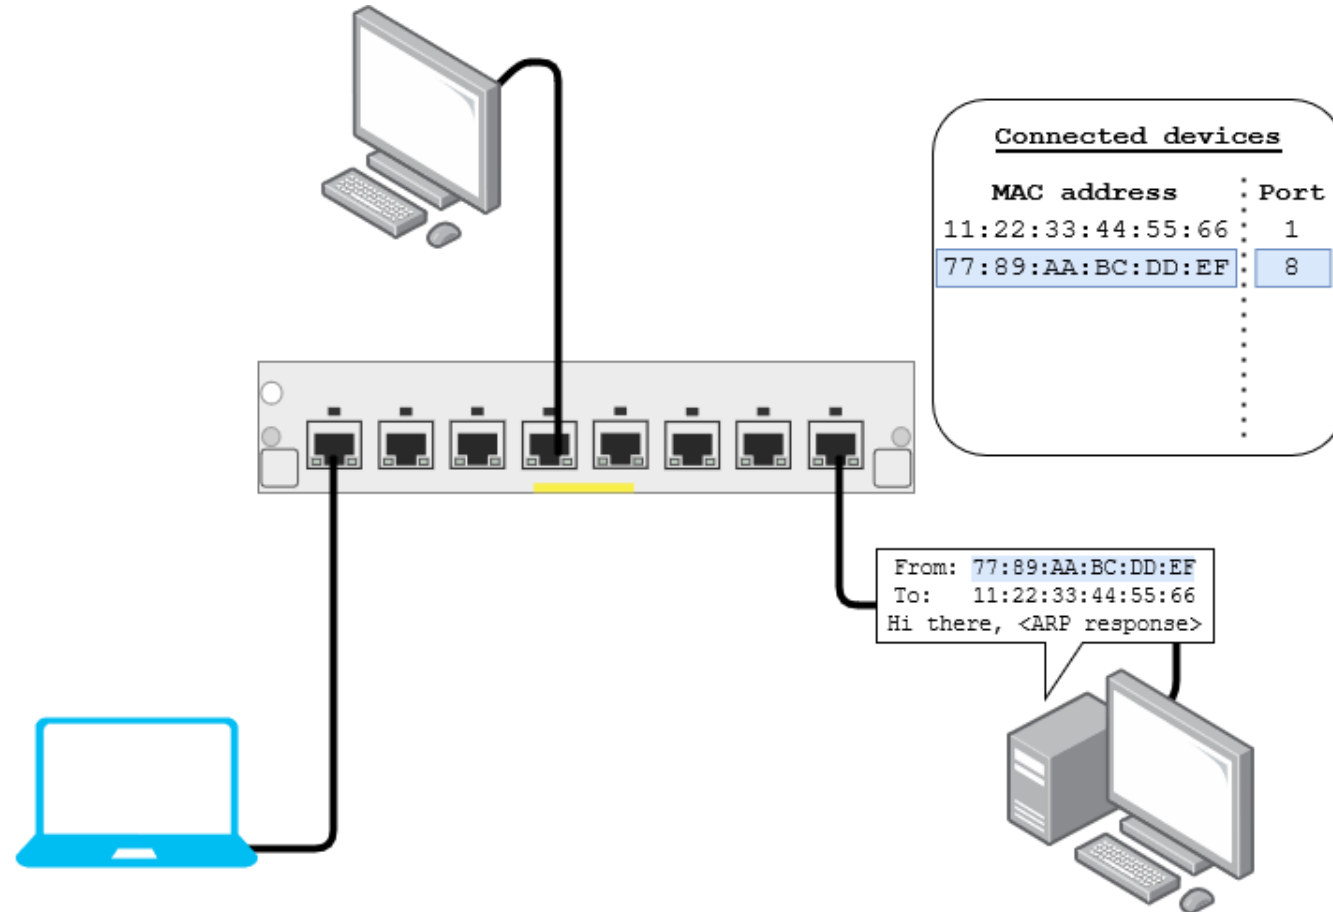 Connected devices
MAC address Port
11:22:33:44:55:66 1
77:89:AA:BC:DD:EF 8
From: 77:89:AA:BC:DD:EF
To: 11:22:33:44:55:66
Hi there, <ARP response>